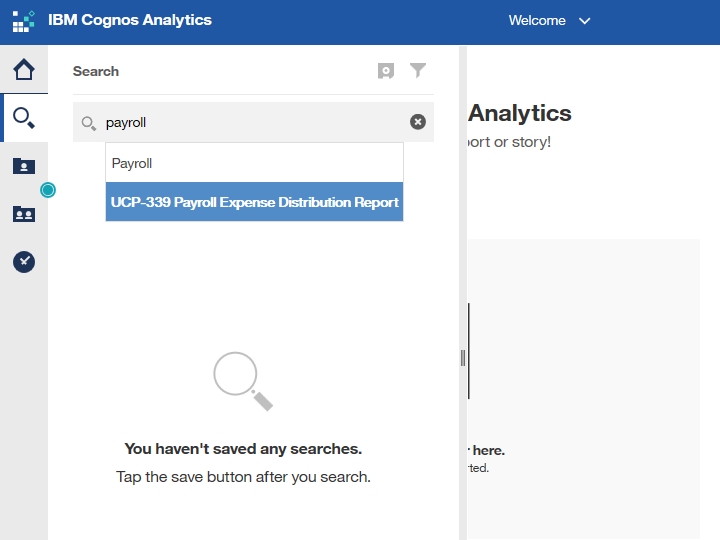 IBM Cognos Analytics
Welcome
Search
payroll
Payroll
UCP-339 Payroll Expense Distribution Report
Analytics
port or story!
You haven't saved any searches.
Tap the save button after you search.
here.